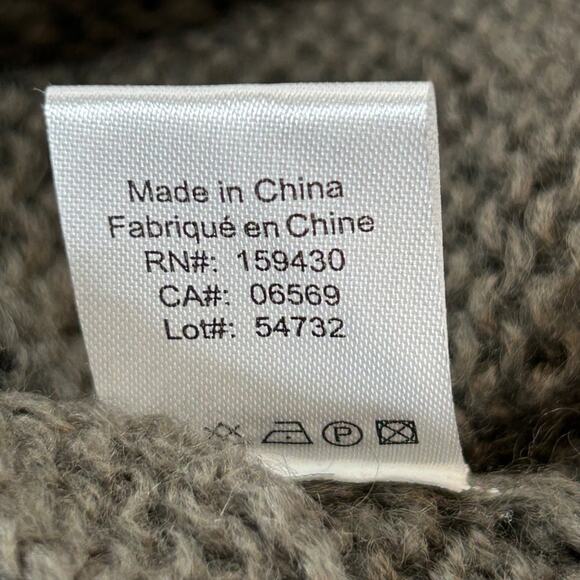 Made in China
Fabriqué en Chine
RN#: 159430
CA#: 06569
Lot#: 54732
P